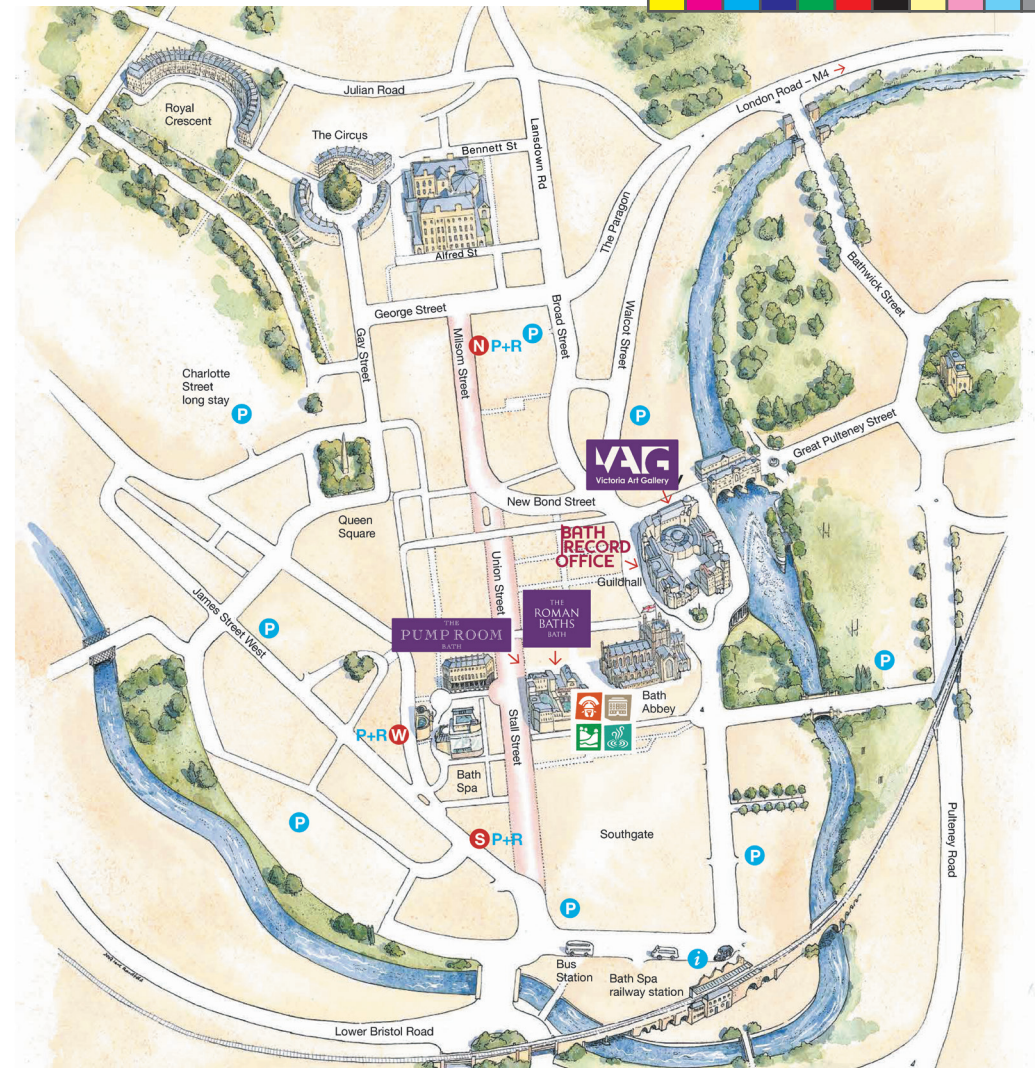 London Road – M4
Julian Road
Royal
Crescent
The Circus
Bennett St
Lansdown Rd
The Paragon
Alfred St
Bathwick Street
George Street
Gay Street
Milsom Street
Broad Street
Walcot Street
N P+R
P
Charlotte
Street
long stay
P
P
Great Pulteney Street
VAG
Victoria Art Gallery
New Bond Street
Queen
Square
BATH
RECORD
OFFICE
Guildhall
Union Street
James Street West
P
THE
PUMP ROOM
BATH
THE
ROMAN
BATHS
BATH
P
Bath
Abbey
Stall Street
P+R W
Bath
Spa
P
S P+R
Southgate
P
Pulteney Road
P
Bus
Station
i
Bath Spa
railway station
Lower Bristol Road